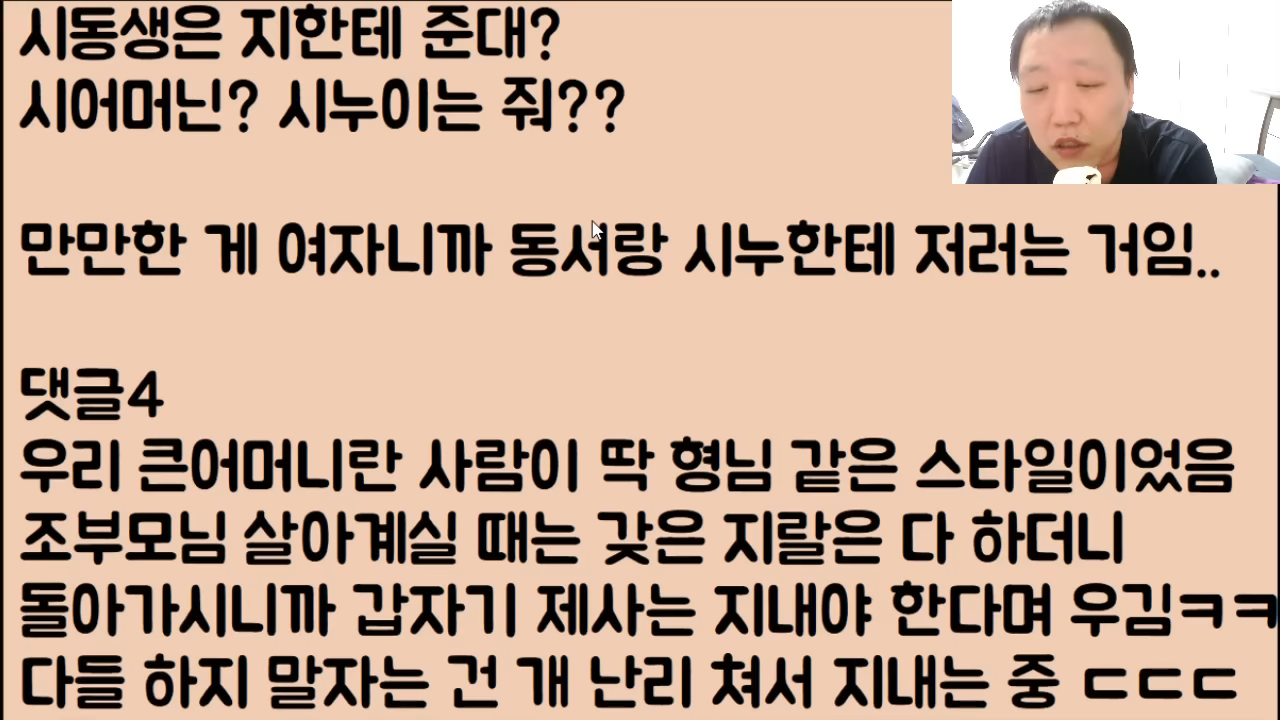 시동생은 지한테 준대?
시어머닌? 시누이는 줘??
만만한 게 여자니까 동서랑 시누한테 저러는 거임..
댓글4
우리 큰어머니란 사람이 딱 형님 같은 스타일이었음
조부모님 살아계실 때는 갖은 지랄은 다 하더니
돌아가시니까 갑자기 제사는 지내야 한다며 우김ㅋㅋ
다들 하지 말자는 건 개 난리 쳐서 지내는 중 ㄷㄷㄷ